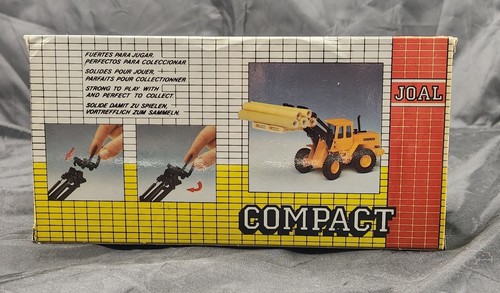 FUERTES PARA JUGAR.
PERFECTOS PARA COLECCIONAR
SOLIDES POUR JOUER,
PARFAITS POUR COLLECTIONNER.
STRONG TO PLAY WITH
AND PERFECT TO COLLECT.
SOLIDE DAMIT ZU SPIELEN,
VORTREFFLICH ZUM SAMMELN.
JOAL
COMPACT